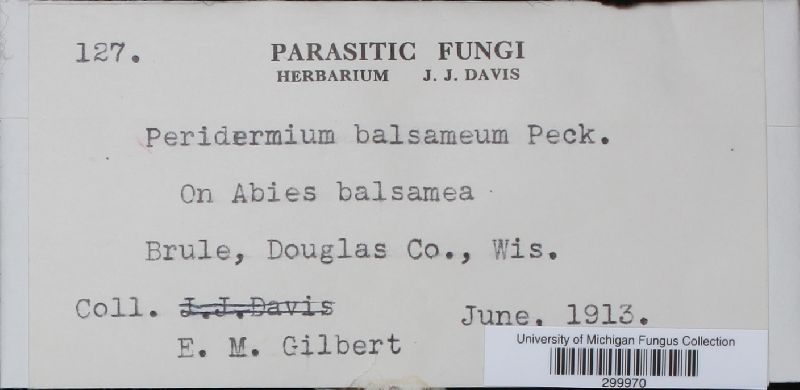 127.
PARASITIC FUNGI
HERBARIUM J. J. DAVIS
Peridermium balsameum Peck.
On Abies balsamea
Brule, Douglas Co., Wis.
Coll. J.J.Davis June, 1913.
E. M. Gilbert
University of Michigan Fungus Collection
299970